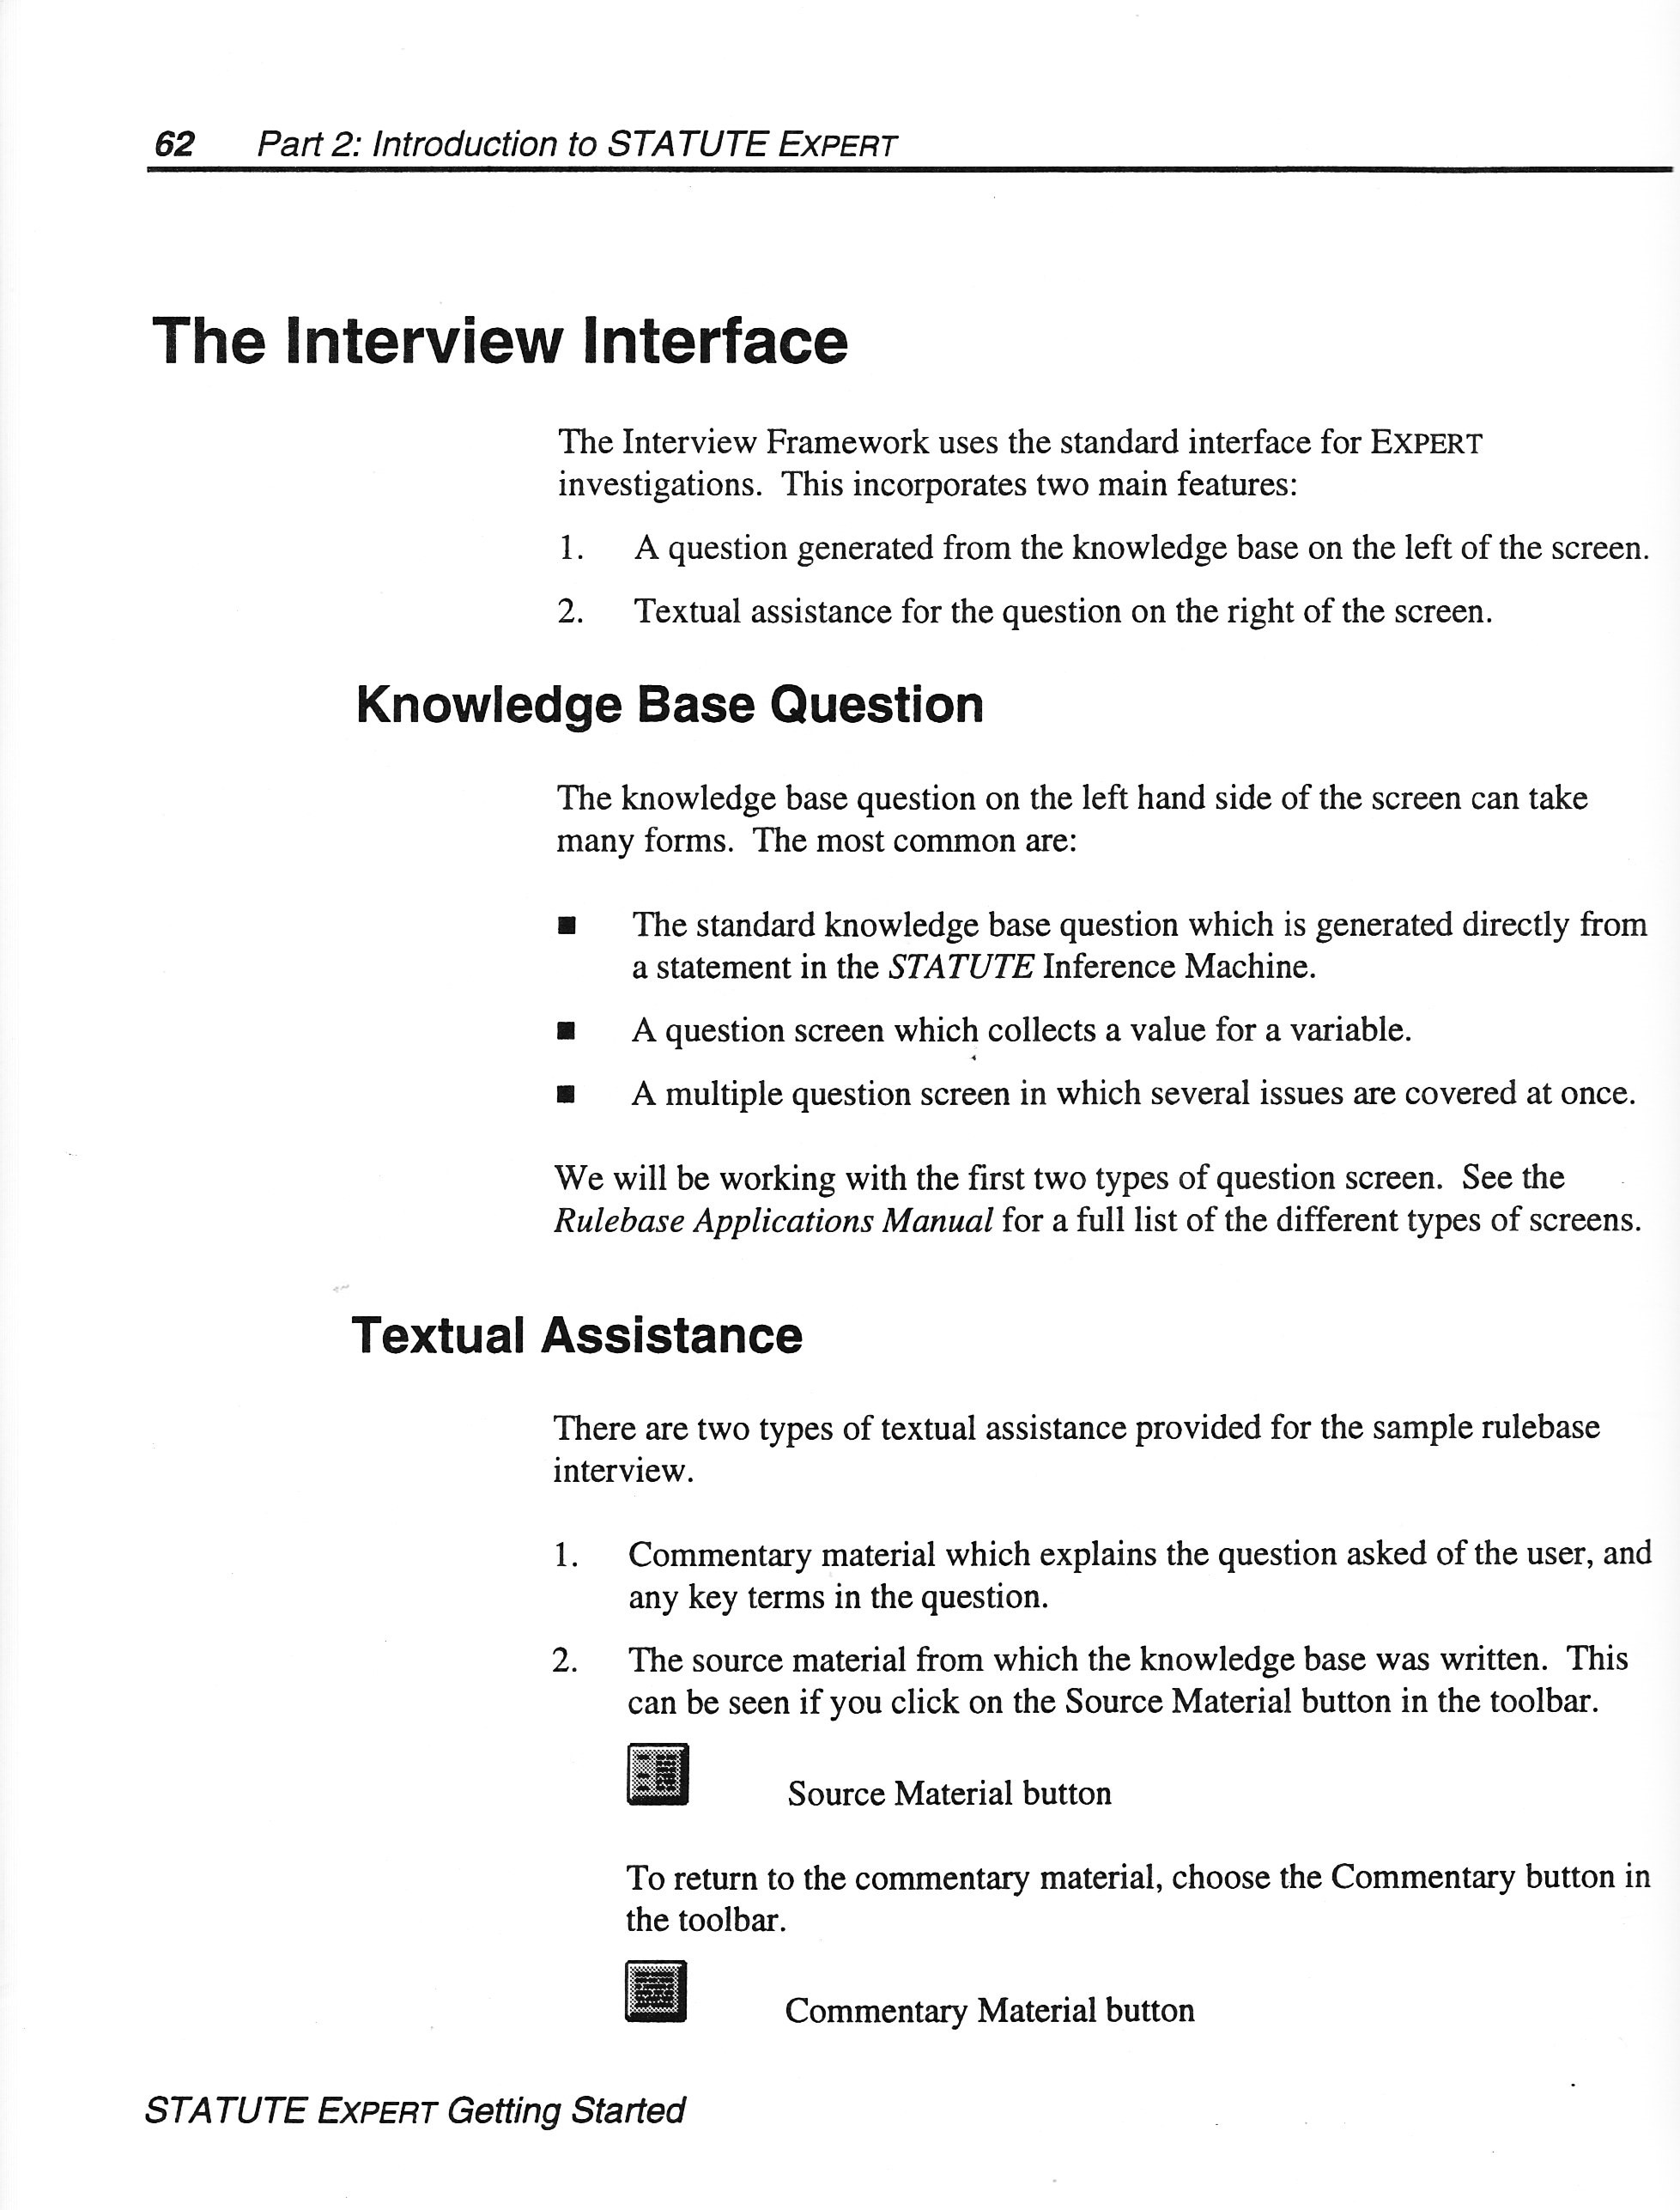 62 Part 2: Introduction to STATUTE EXPERT
The Interview Interface
The Interview Framework uses the standard interface for EXPERT
investigations. This incorporates two main features:
1. A question generated from the knowledge base on the left of the screen.
2. Textual assistance for the question on the right of the screen.
Knowledge Base Question
The knowledge base question on the left hand side of the screen can take
many forms. The most common are:
■ The standard knowledge base question which is generated directly from
a statement in the STATUTE Inference Machine.
■ A question screen which collects a value for a variable.
■ A multiple question screen in which several issues are covered at once.
We will be working with the first two types of question screen. See the
Rulebase Applications Manual for a full list of the different types of screens.
Textual Assistance
There are two types of textual assistance provided for the sample rulebase
interview.
1. Commentary material which explains the question asked of the user, and
any key terms in the question.
2. The source material from which the knowledge base was written. This
can be seen if you click on the Source Material button in the toolbar.
Source Material button
To return to the commentary material, choose the Commentary button in
the toolbar.
Commentary Material button
STATUTE EXPERT Getting Started